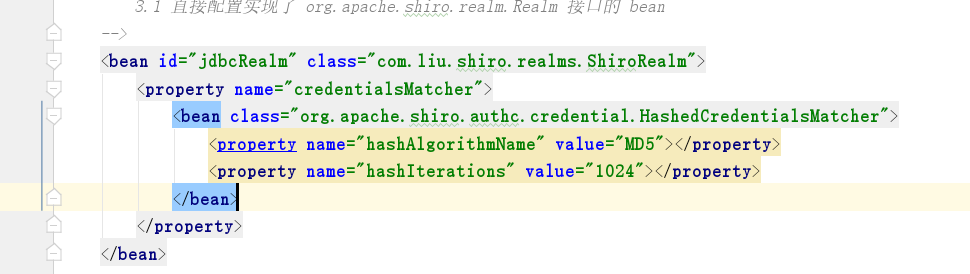 3.1 直接配置实现了 org.apache.shiro.realm.Realm 接口的 bean
-->
<bean id="jdbcRealm" class="com.liu.shiro.realms.ShiroRealm">
<property name="credentialsMatcher">
<bean class="org.apache.shiro.authc.credential.HashedCredentialsMatcher">
<property name="hashAlgorithmName" value="MD5"></property>
<property name="hashIterations" value="1024"></property>
</bean>
</property>
</bean>